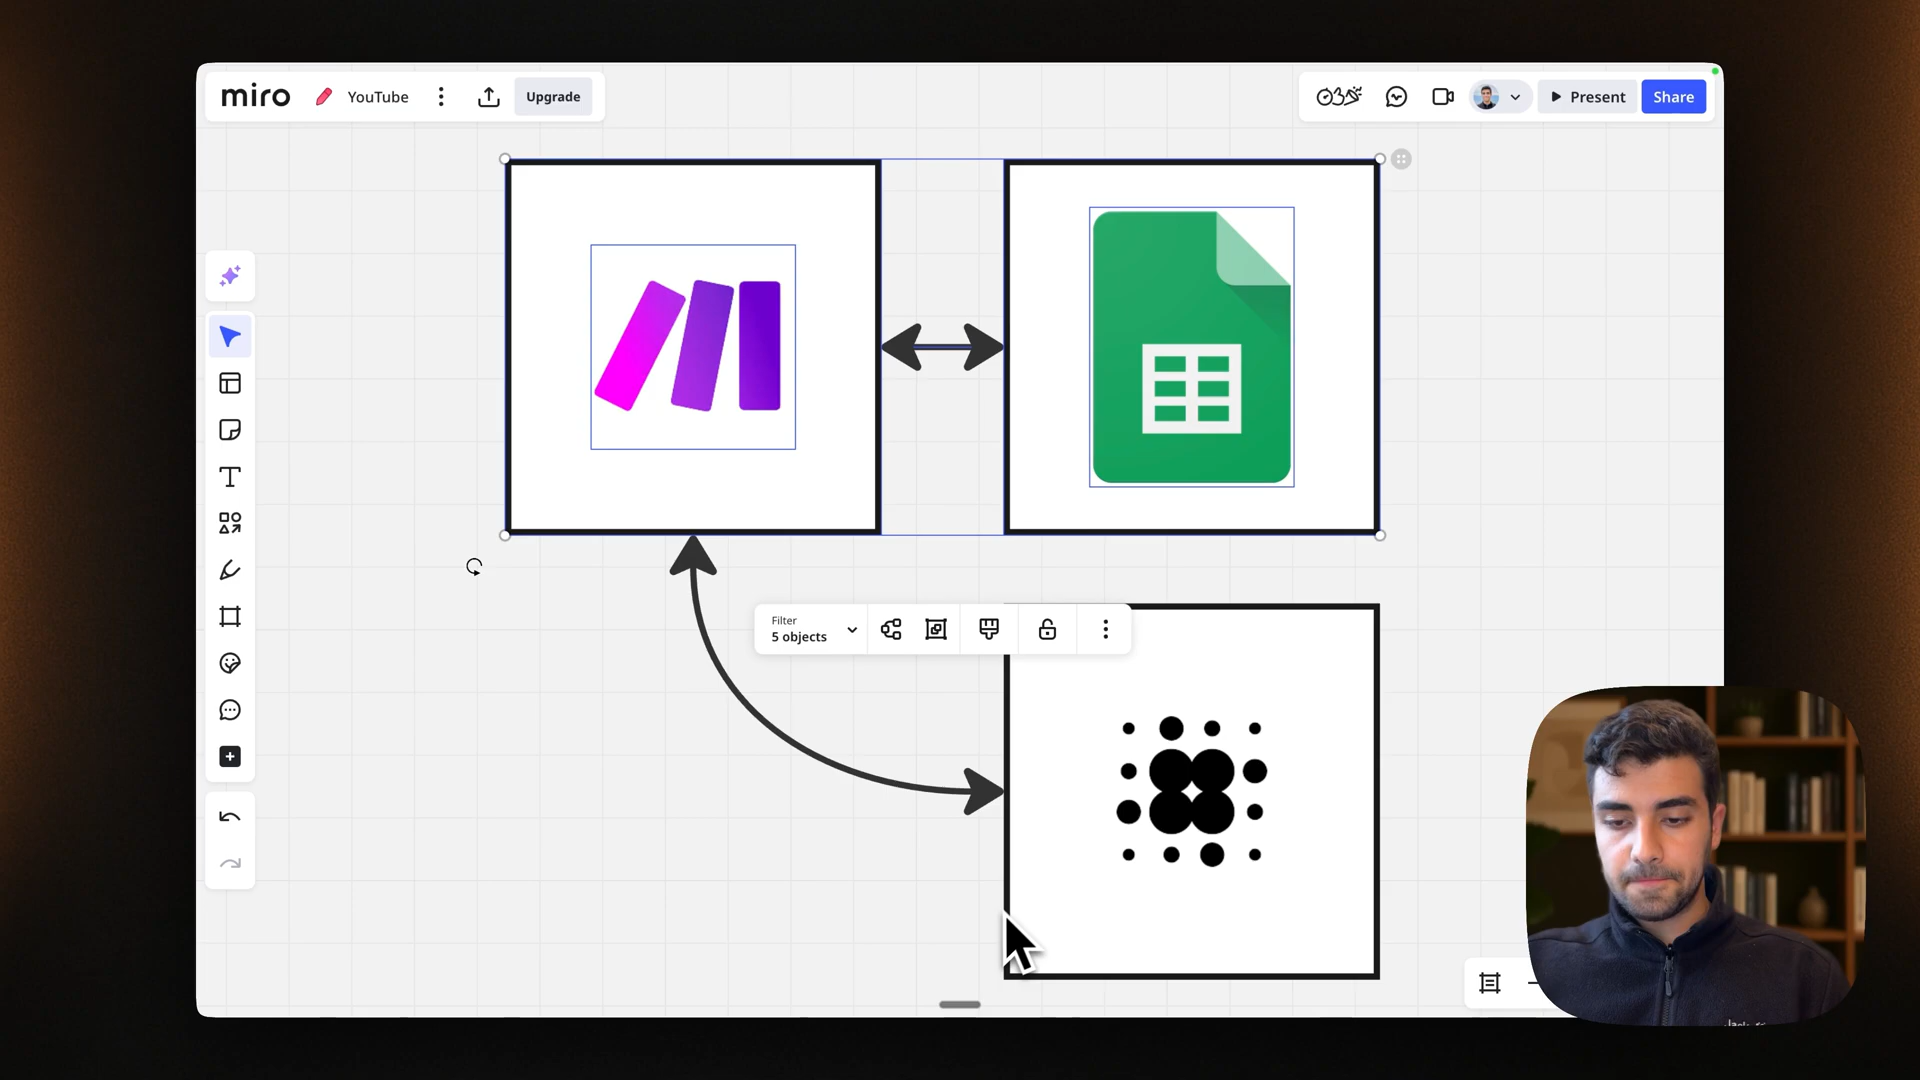 miro
YouTube
Upgrade
Present
Share
Filter
5 objects